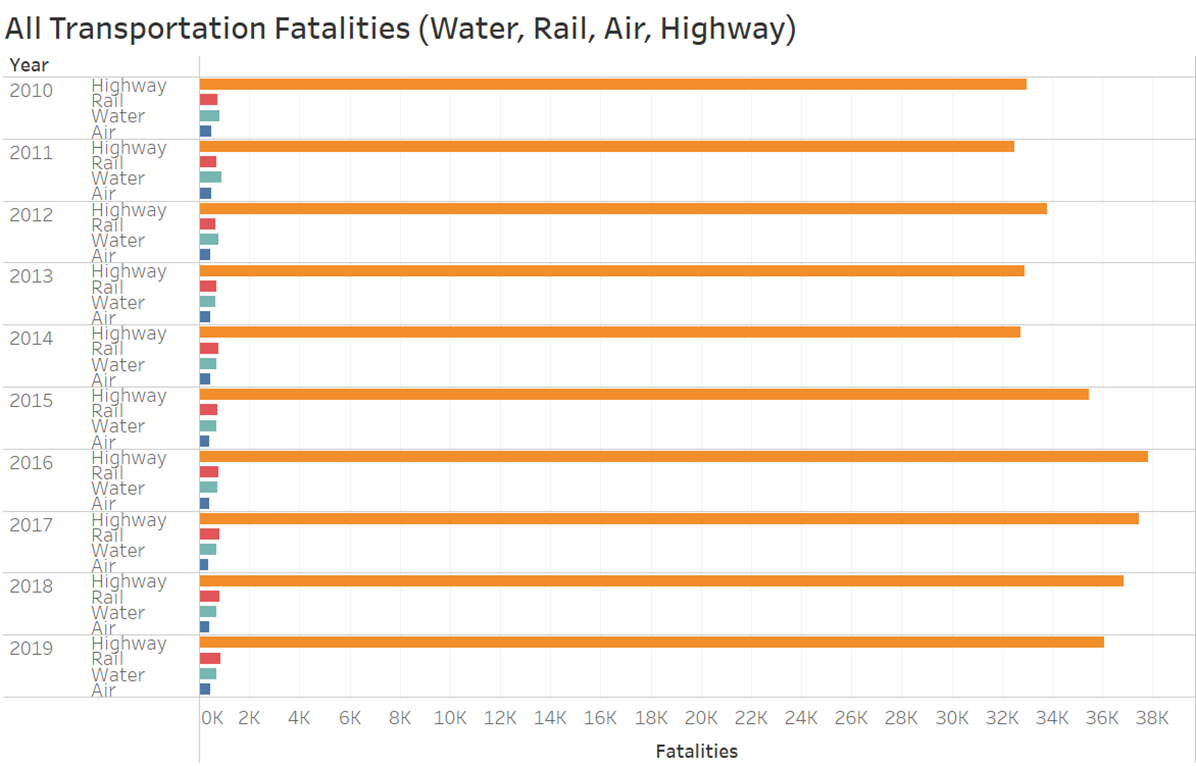 All Transportation Fatalities (Water, Rail, Air, Highway)
Year
2010 Highway
Rail
Water
Air
2011 Highway
Rail
Water
Air
2012 Highway
Rail
Water
Air
2013 Highway
Rail
Water
Air
2014 Highway
Rail
Water
Air
2015 Highway
Rail
Water
Air
2016 Highway
Rail
Water
Air
2017 Highway
Rail
Water
Air
2018 Highway
Rail
Water
Air
2019 Highway
Rail
Water
Air
0K 2K 4K 6K 8K 10K 12K 14K 16K 18K 20K 22K 24K 26K 28K 30K 32K 34K 36K 38K
Fatalities